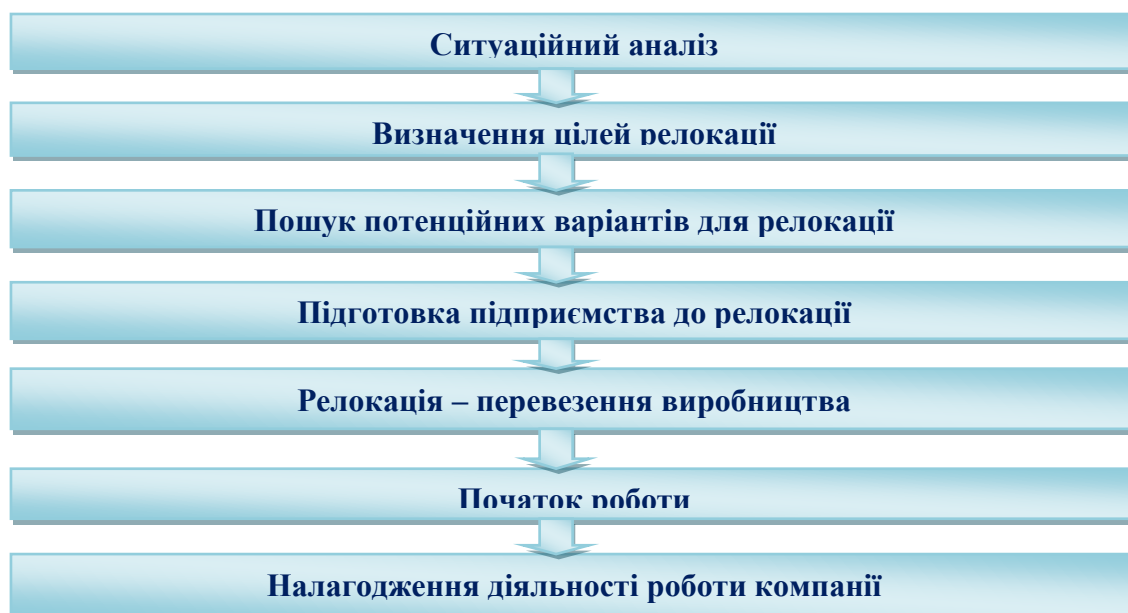 Ситуаційний аналіз
Визначення цілей релокації
Пошук потенційних варіантів для релокації
Підготовка підприємства до релокації
Релокація – перевезення виробництва
Початок роботи
Налагодження діяльності роботи компанії